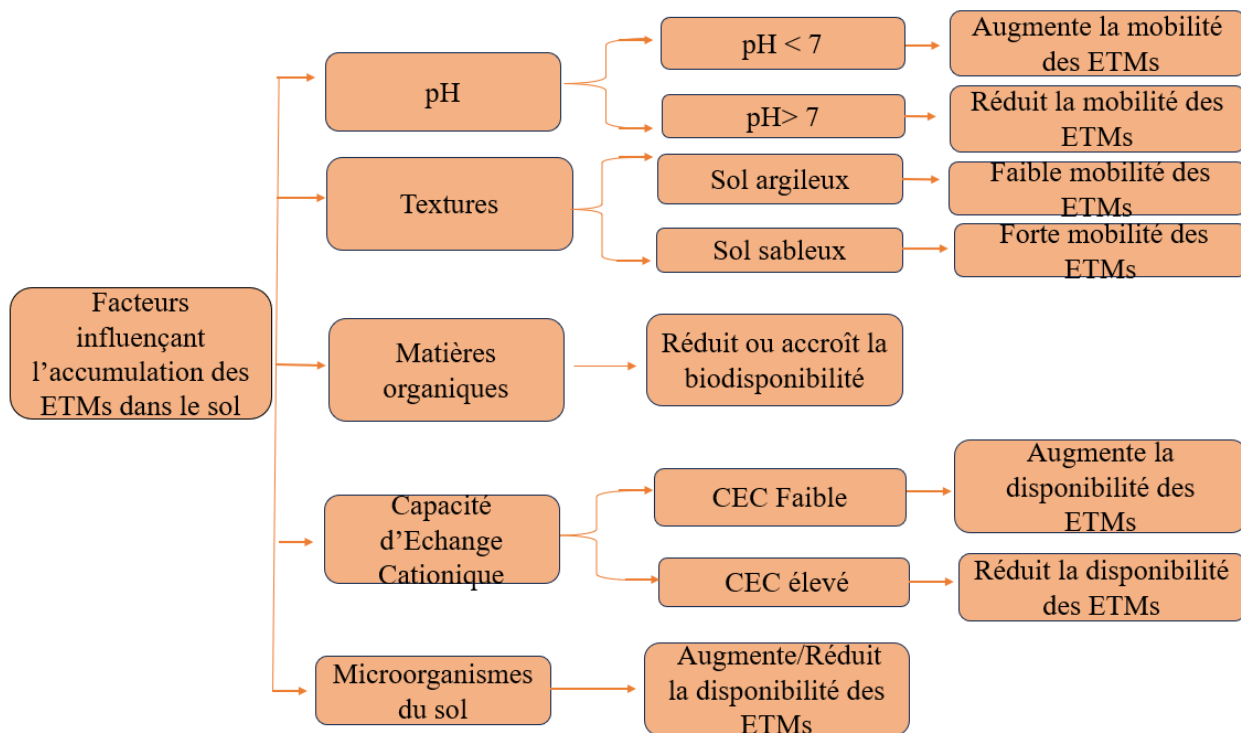 Facteurs
influençant
l'accumulation des
ETMs dans le sol
pH
pH < 7
Augmente la mobilité
des ETMs
pH> 7
Réduit la mobilité des
ETMs
Textures
Sol argileux
Faible mobilité des
ETMs
Sol sableux
Forte mobilité des
ETMs
Matières
organiques
Réduit ou accroît la
biodisponibilité
Capacité
d'Echange
Cationique
CEC Faible
Augmente la
disponibilité des
ETMs
CEC élevé
Réduit la disponibilité
des ETMs
Microorganismes
du sol
Augmente/Réduit
la disponibilité des
ETMs